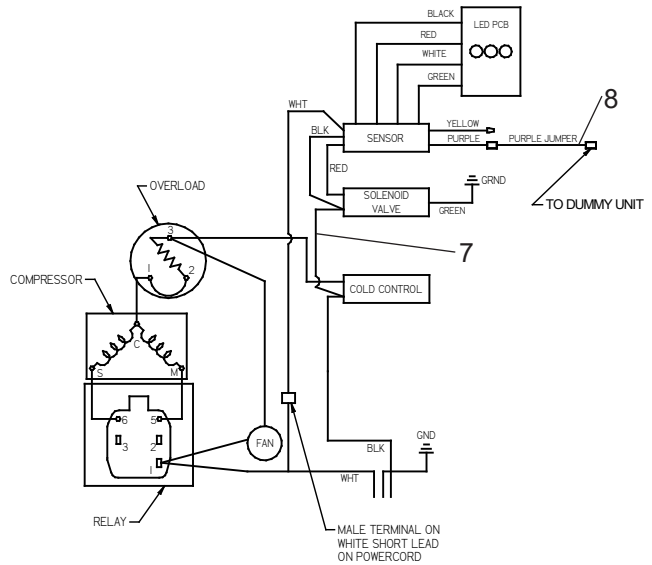 BLACK
LED PCB
RED
WHITE
GREEN
WHT
BLK
SENSOR
YELLOW
PURPLE
PURPLE JUMPER
8
RED
GRND
SOLENOID
VALVE
GREEN
TO DUMMY UNIT
OVERLOAD
3
1
2
7
COMPRESSOR
COLD CONTROL
C
S
M
6
5
3
2
1
FAN
BLK
GND
WHT
RELAY
MALE TERMINAL ON
WHITE SHORT LEAD
ON POWERCORD